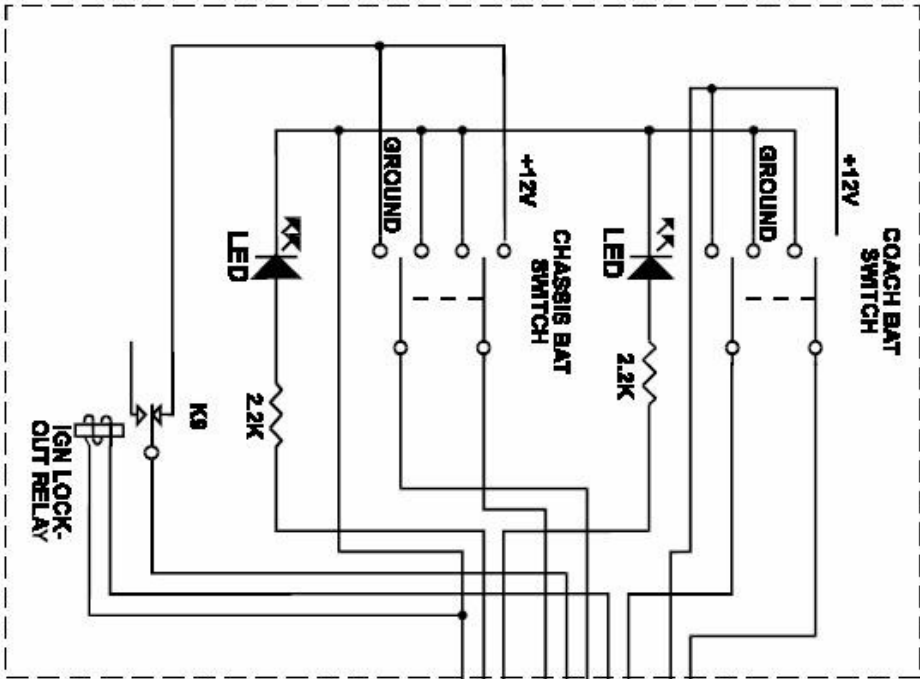 GROUND
+12V
CHASSIS BAT
SWITCH
LED
2.2K
GROUND
+12V
COACH BAT
SWITCH
LED
2.2K
K9
IGN LOCK-
OUT RELAY